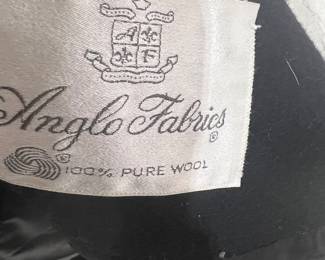 A F
Anglo Fabrics ®
100% PURE WOOL